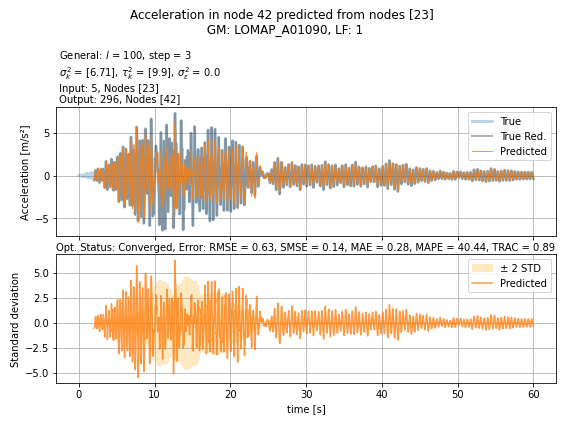 Acceleration in node 42 predicted from nodes [23]
GM: LOMAP_A01090, LF: 1
General: l = 100, step = 3
σ²ₖ = [6.71], τ²ₖ = [9.9], σ²ε = 0.0
Input: 5, Nodes [23]
Output: 296, Nodes [42]
Acceleration [m/s²]
5
0
−5
True
True Red.
Predicted
Opt. Status: Converged, Error: RMSE = 0.63, SMSE = 0.14, MAE = 0.28, MAPE = 40.44, TRAC = 0.89
Standard deviation
5.0
2.5
0.0
−2.5
−5.0
± 2 STD
Predicted
0 10 20 30 40 50 60
time [s]